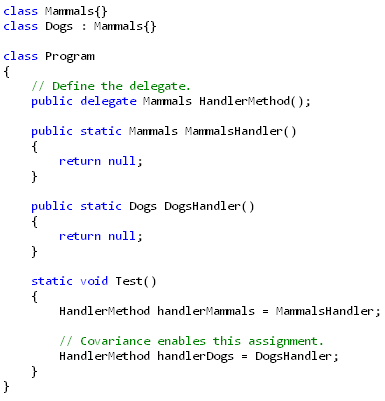 class Mammals{}
class Dogs : Mammals{}

class Program
{
    // Define the delegate.
    public delegate Mammals HandlerMethod();

    public static Mammals MammalsHandler()
    {
        return null;
    }

    public static Dogs DogsHandler()
    {
        return null;
    }

    static void Test()
    {
        HandlerMethod handlerMammals = MammalsHandler;

        // Covariance enables this assignment.
        HandlerMethod handlerDogs = DogsHandler;
    }
}